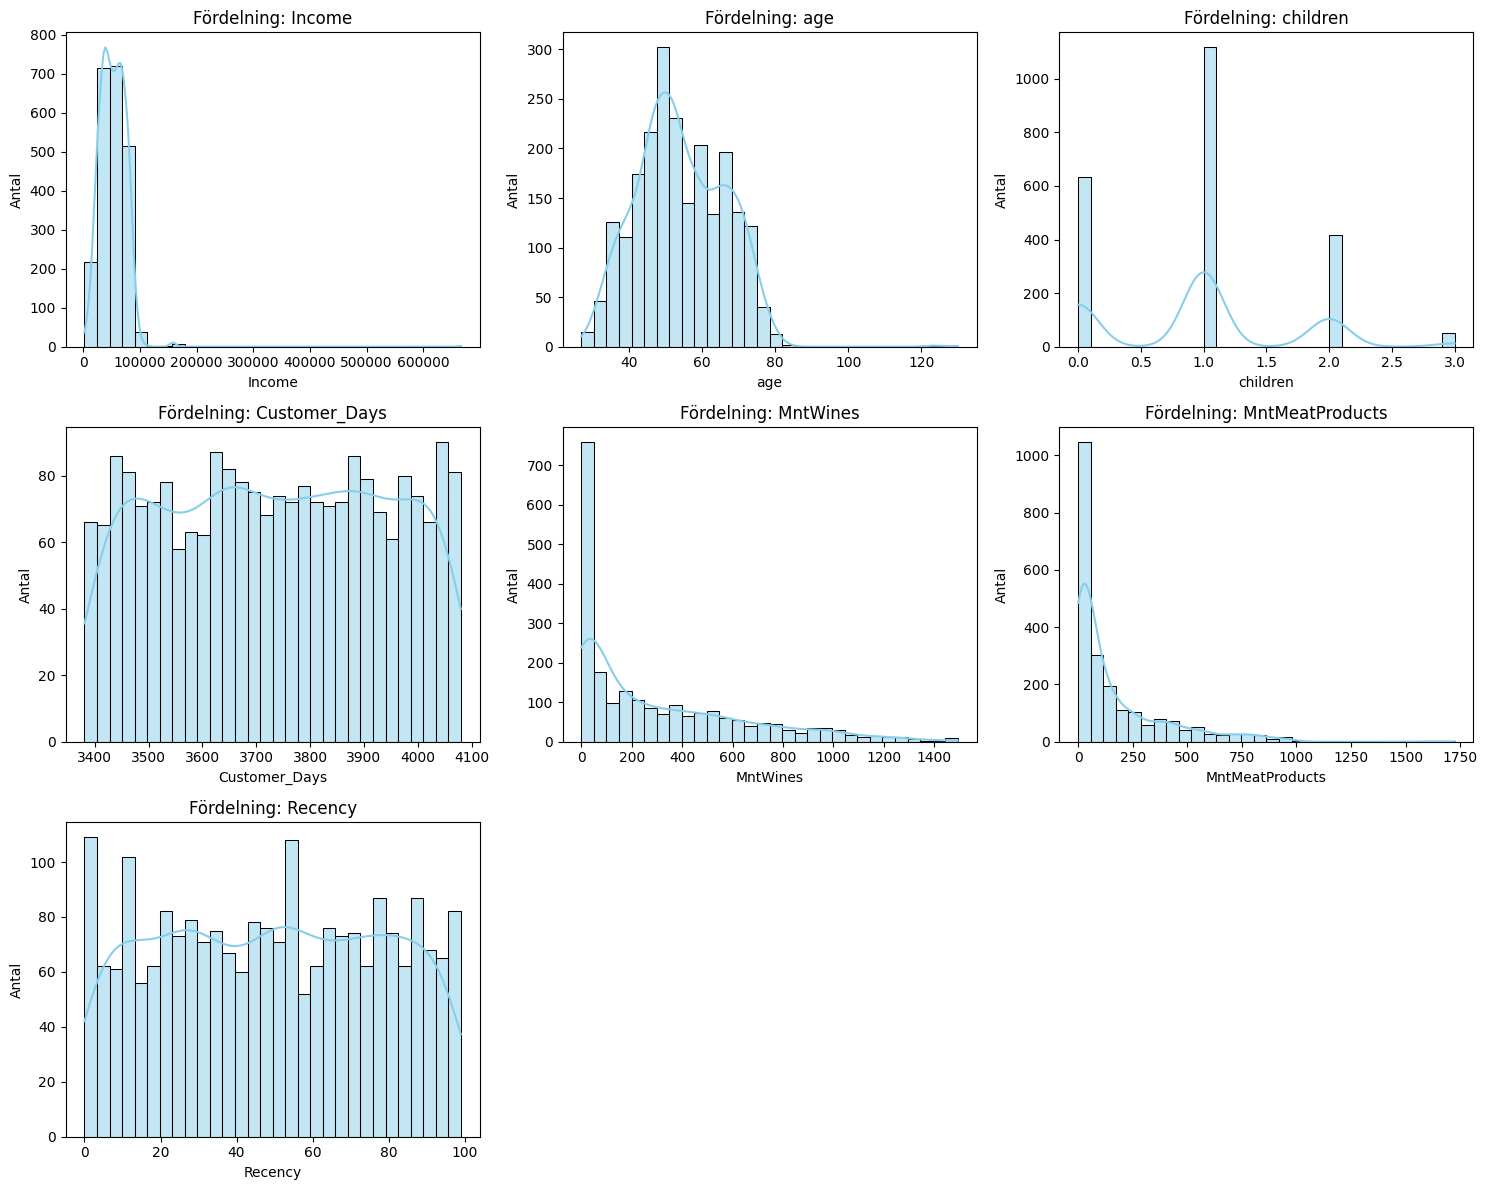 Fördelning: Income
Antal
800
700
600
500
400
300
200
100
0
0 100000 200000 300000 400000 500000 600000
Income
Fördelning: age
Antal
300
250
200
150
100
50
0
40 60 80 100 120
age
Fördelning: children
Antal
1000
800
600
400
200
0
0.0 0.5 1.0 1.5 2.0 2.5 3.0
children
Fördelning: Customer_Days
Antal
80
60
40
20
0
3400 3500 3600 3700 3800 3900 4000 4100
Customer_Days
Fördelning: MntWines
Antal
700
600
500
400
300
200
100
0
0 200 400 600 800 1000 1200 1400
MntWines
Fördelning: MntMeatProducts
Antal
1000
800
600
400
200
0
0 250 500 750 1000 1250 1500 1750
MntMeatProducts
Fördelning: Recency
Antal
100
80
60
40
20
0
0 20 40 60 80 100
Recency